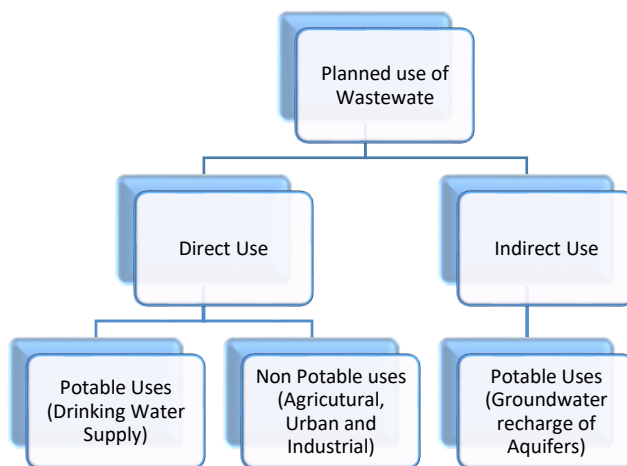 Planned use of
Wastewate
Direct Use
Indirect Use
Potable Uses
(Drinking Water
Supply)
Non Potable uses
(Agricutural,
Urban and
Industrial)
Potable Uses
(Groundwater
recharge of
Aquifers)